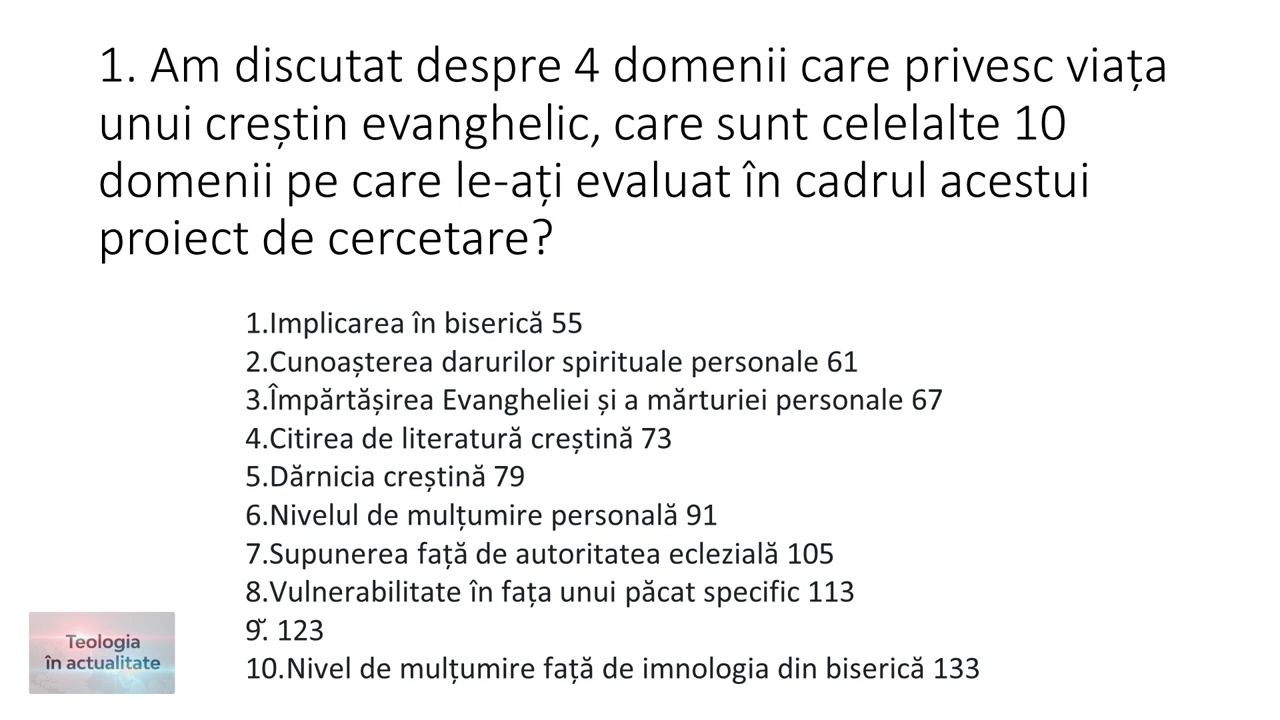 1. Am discutat despre 4 domenii care privesc viața
unui creștin evanghelic, care sunt celelalte 10
domenii pe care le-ați evaluat în cadrul acestui
proiect de cercetare?
1.Implicarea în biserică 55
2.Cunoașterea darurilor spirituale personale 61
3.Împărtășirea Evangheliei și a mărturiei personale 67
4.Citirea de literatură creștină 73
5.Dărnicia creștină 79
6.Nivelul de mulțumire personală 91
7.Supunerea față de autoritatea eclezială 105
8.Vulnerabilitate în fața unui păcat specific 113
9. 123
10.Nivel de mulțumire față de imnologia din biserică 133
Teologia
în actualitate